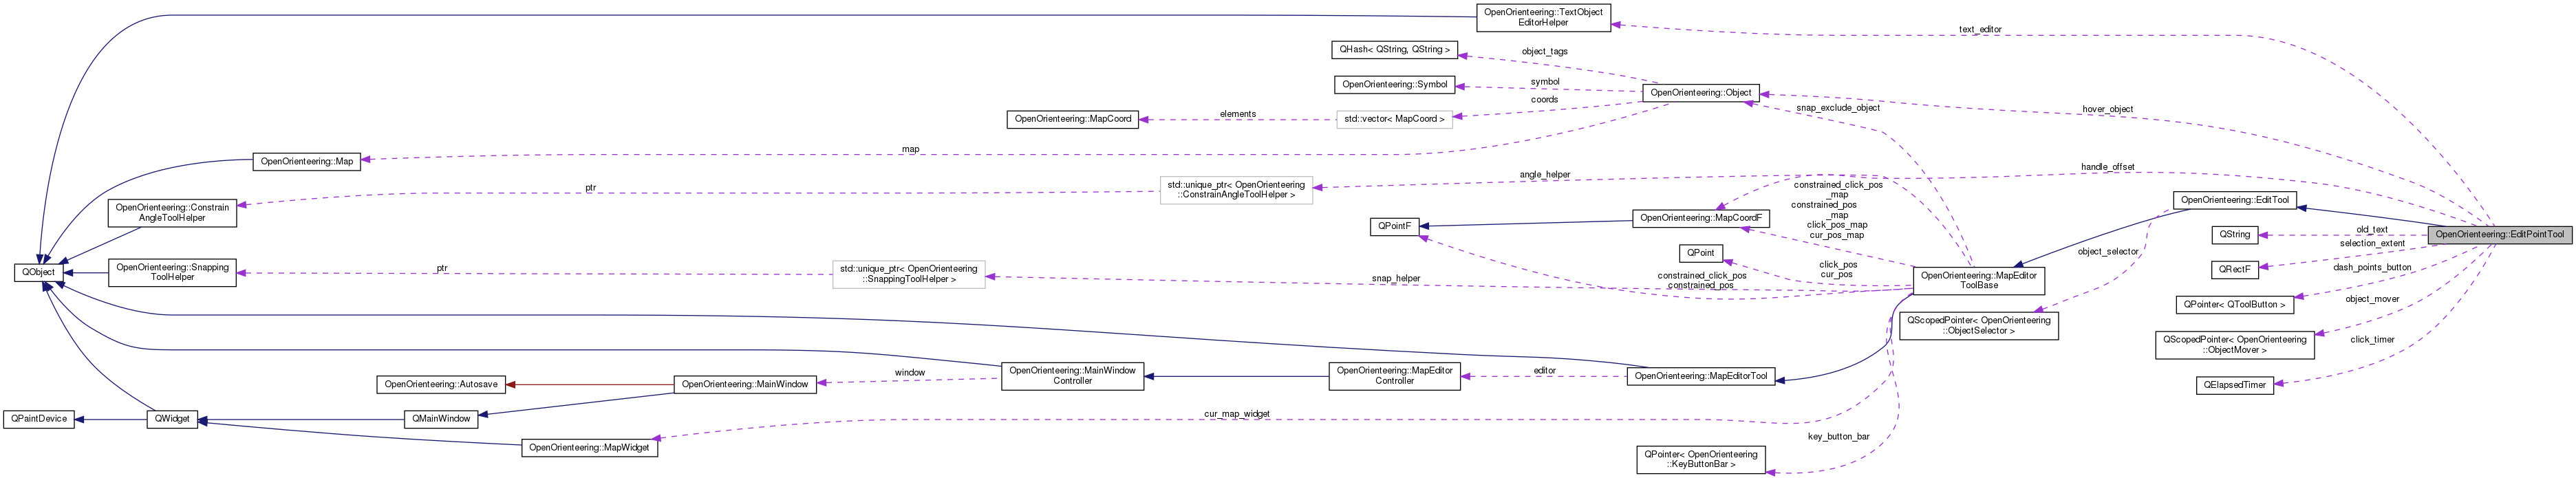 OpenOrienteering::TextObject
EditorHelper
text_editor
QHash< QString, QString >
object_tags
OpenOrienteering::Symbol
symbol
OpenOrienteering::Object
hover_object
coords
snap_exclude_object
OpenOrienteering::MapCoord
elements
std::vector< MapCoord >
map
OpenOrienteering::Map
handle_offset
angle_helper
std::unique_ptr< OpenOrienteering
::ConstrainAngleToolHelper >
ptr
constrained_click_pos
_map
constrained_pos
_map
click_pos_map
cur_pos_map
OpenOrienteering::EditTool
OpenOrienteering::Constrain
AngleToolHelper
OpenOrienteering::MapCoordF
QPointF
QString
old_text
OpenOrienteering::EditPointTool
selection_extent
object_selector
QPoint
click_pos
cur_pos
QRectF
dash_points_button
QObject
OpenOrienteering::Snapping
ToolHelper
ptr
std::unique_ptr< OpenOrienteering
::SnappingToolHelper >
snap_helper
constrained_click_pos
constrained_pos
OpenOrienteering::MapEditor
ToolBase
QPointer< QToolButton >
object_mover
QScopedPointer< OpenOrienteering
::ObjectSelector >
QScopedPointer< OpenOrienteering
::ObjectMover >
click_timer
OpenOrienteering::Autosave
OpenOrienteering::MainWindow
window
OpenOrienteering::MainWindow
Controller
OpenOrienteering::MapEditor
Controller
editor
OpenOrienteering::MapEditorTool
QElapsedTimer
QPaintDevice
QWidget
QMainWindow
cur_map_widget
OpenOrienteering::MapWidget
key_button_bar
QPointer< OpenOrienteering
::KeyButtonBar >